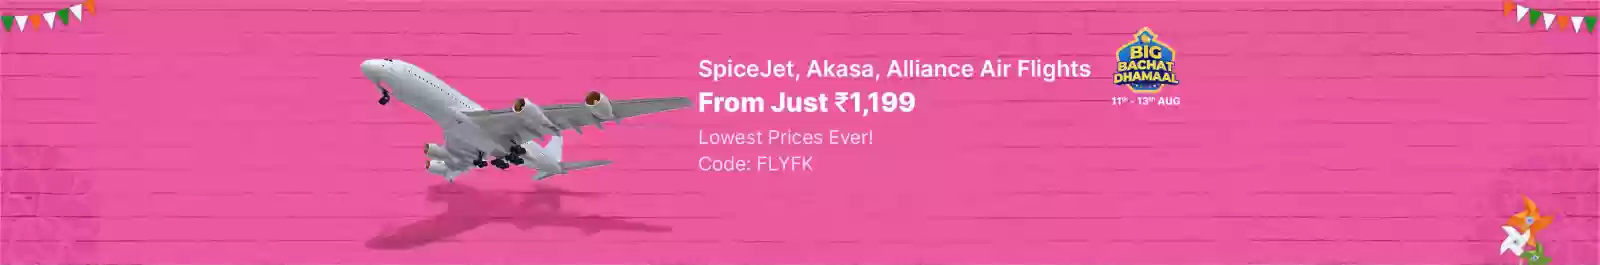 SpiceJet, Akasa, Alliance Air Flights
From Just ₹1,199
Lowest Prices Ever!
Code: FLYFK
BIG
BACHAT
DHAMAAL
11th - 13th AUG